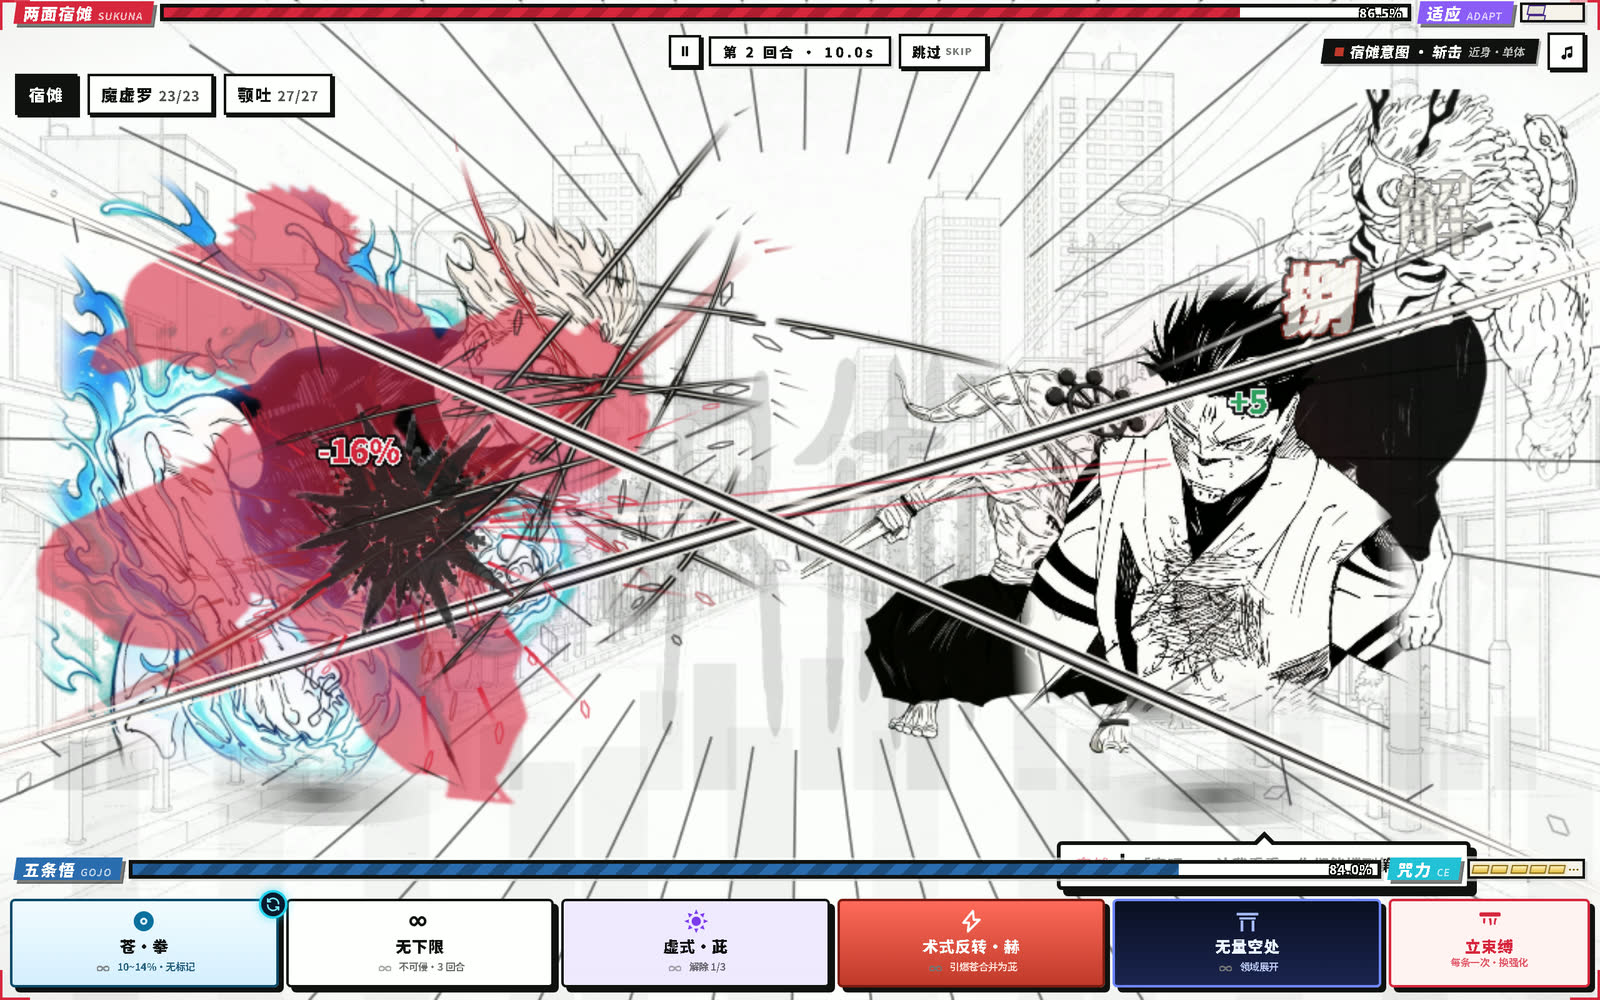 两面宿傩 SUKUNA
86.5%
适应 ADAPT
第 2 回合 · 10.0s
跳过 SKIP
宿傩意图 · 斩击 近身·单体
宿傩
魔虚罗 23/23
颚吐 27/27
解
捌
+5
-16%
五条悟 GOJO
84.0%
咒力 CE
苍·拳
∞ 10~14%·无标记
∞
无下限
∞ 不可侵·3 回合
虚式·茈
∞ 解除 1/3
术式反转·赫
∞ 引爆苍合并为茈
无量空处
∞ 领域展开
立束缚
每条一次·换强化